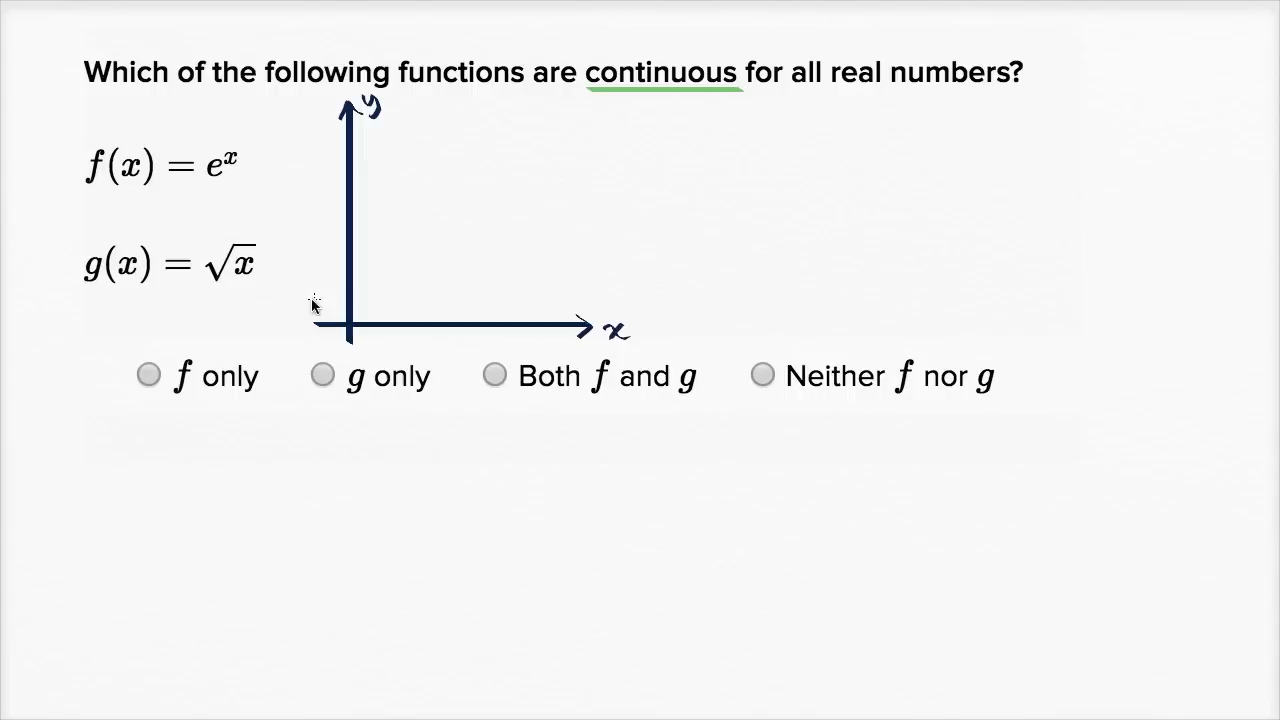 Which of the following functions are continuous for all real numbers?
y
f(x) = e^x
g(x) = √x
x
f only g only Both f and g Neither f nor g